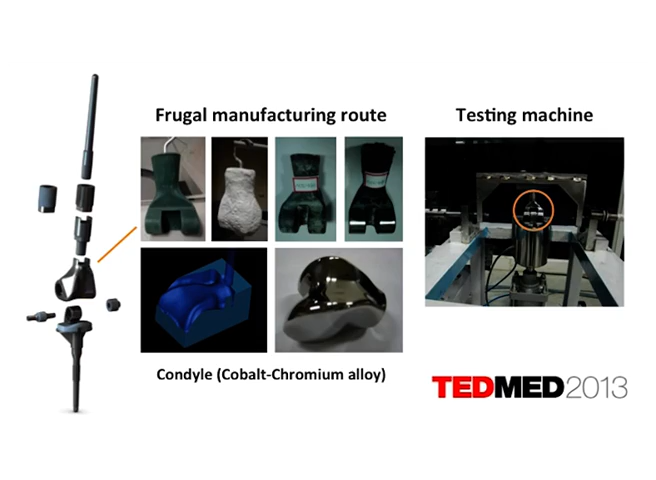 Frugal manufacturing route
Testing machine
Condyle (Cobalt-Chromium alloy)
TEDMED2013